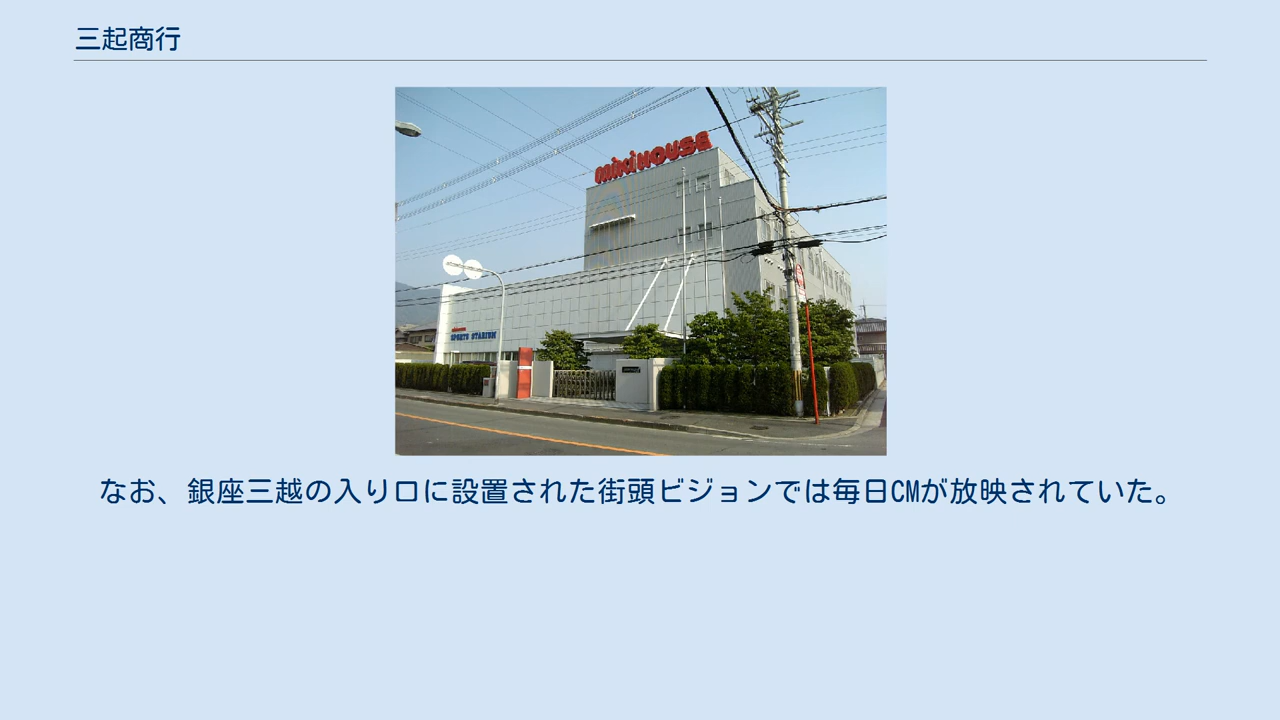 三起商行
mikiHOUSE
SPORTS STADIUM
なお、銀座三越の入り口に設置された街頭ビジョンでは毎日CMが放映されていた。